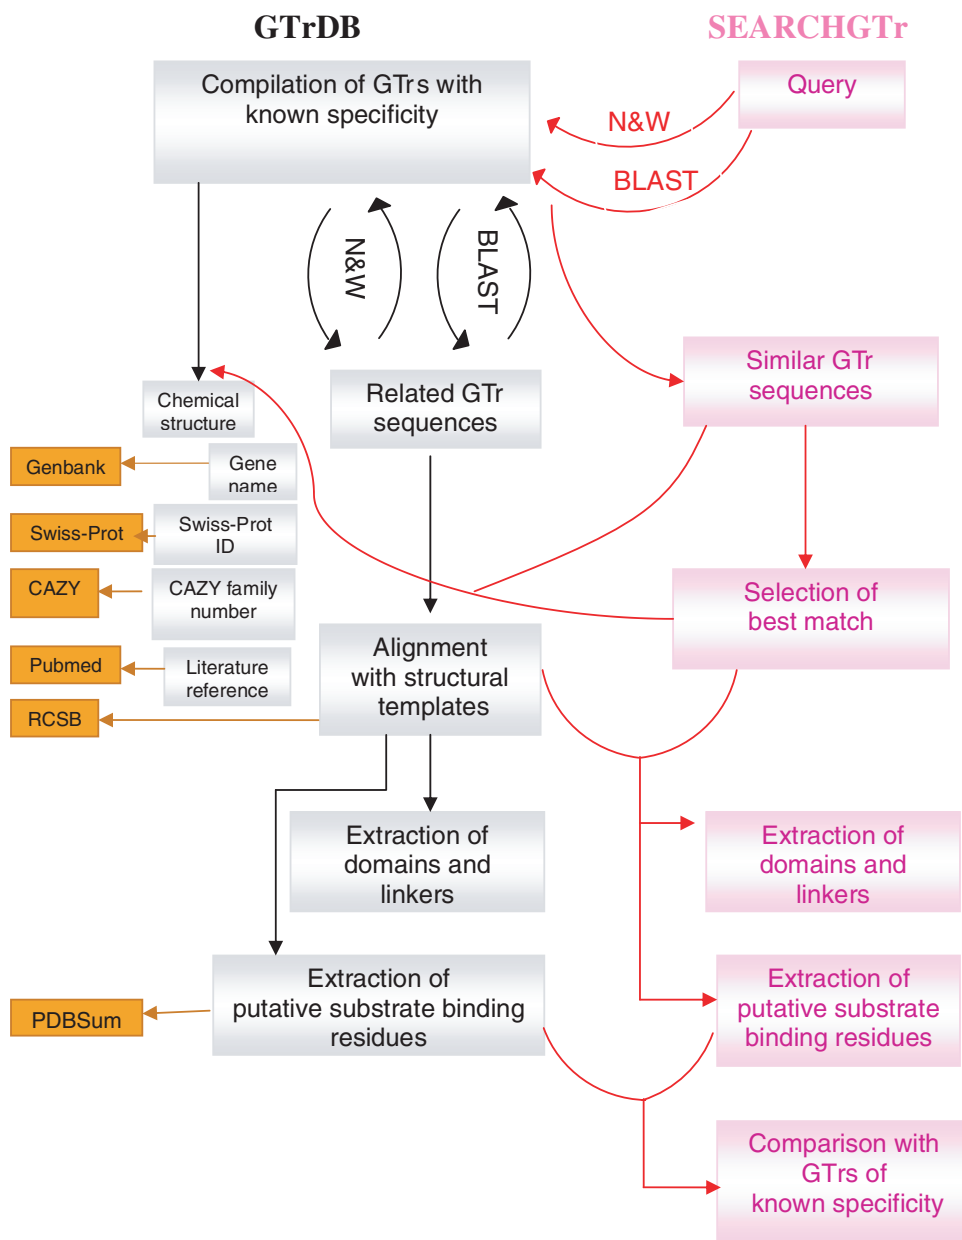 GTrDB
SEARCHGTr
Compilation of GTrs with
known specificity
Query
N&W
BLAST
N&W
BLAST
Similar GTr
sequences
Related GTr
sequences
Chemical
structure
Genbank
Gene
name
Swiss-Prot
Swiss-Prot
ID
CAZY
CAZY family
number
Selection of
best match
Pubmed
Literature
reference
RCSB
Alignment
with structural
templates
Extraction of
domains and
linkers
Extraction of
domains and
linkers
PDBSum
Extraction of
putative substrate binding
residues
Extraction of
putative substrate
binding residues
Comparison with
GTrs of
known specificity